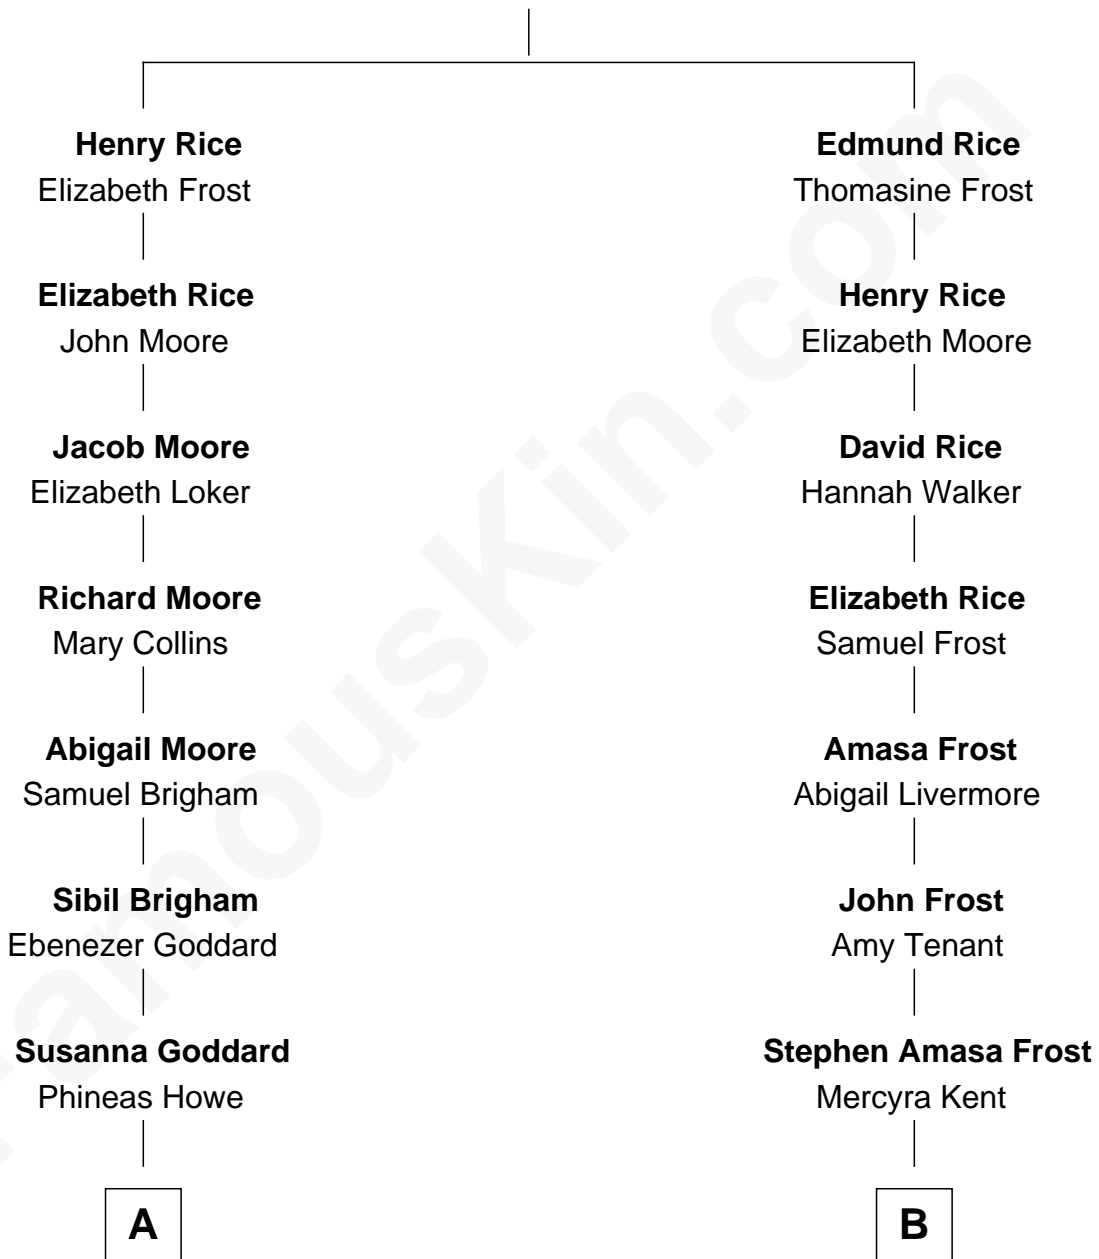 Henry Rice
Elizabeth Frost
Elizabeth Rice
John Moore
Jacob Moore
Elizabeth Loker
Richard Moore
Mary Collins
Abigail Moore
Samuel Brigham
Sibil Brigham
Ebenezer Goddard
Susanna Goddard
Phineas Howe
A
Edmund Rice
Thomasine Frost
Henry Rice
Elizabeth Moore
David Rice
Hannah Walker
Elizabeth Rice
Samuel Frost
Amasa Frost
Abigail Livermore
John Frost
Amy Tenant
Stephen Amasa Frost
Mercyra Kent
B
FamousKin.com